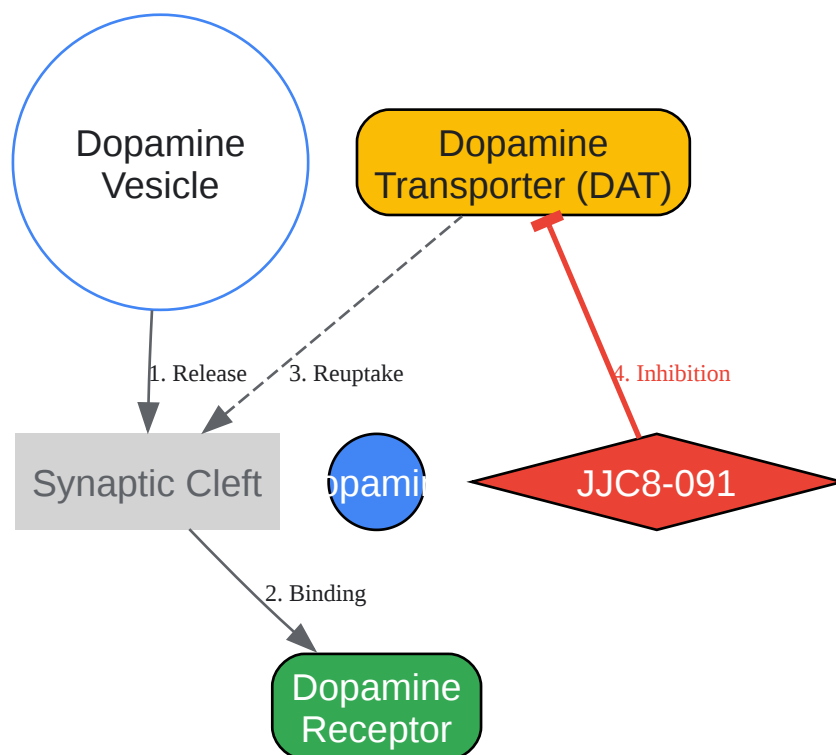 Dopamine
Vesicle
Dopamine
Transporter (DAT)
1. Release
3. Reuptake
4. Inhibition
Synaptic Cleft
opamin
JJC8-091
2. Binding
Dopamine
Receptor